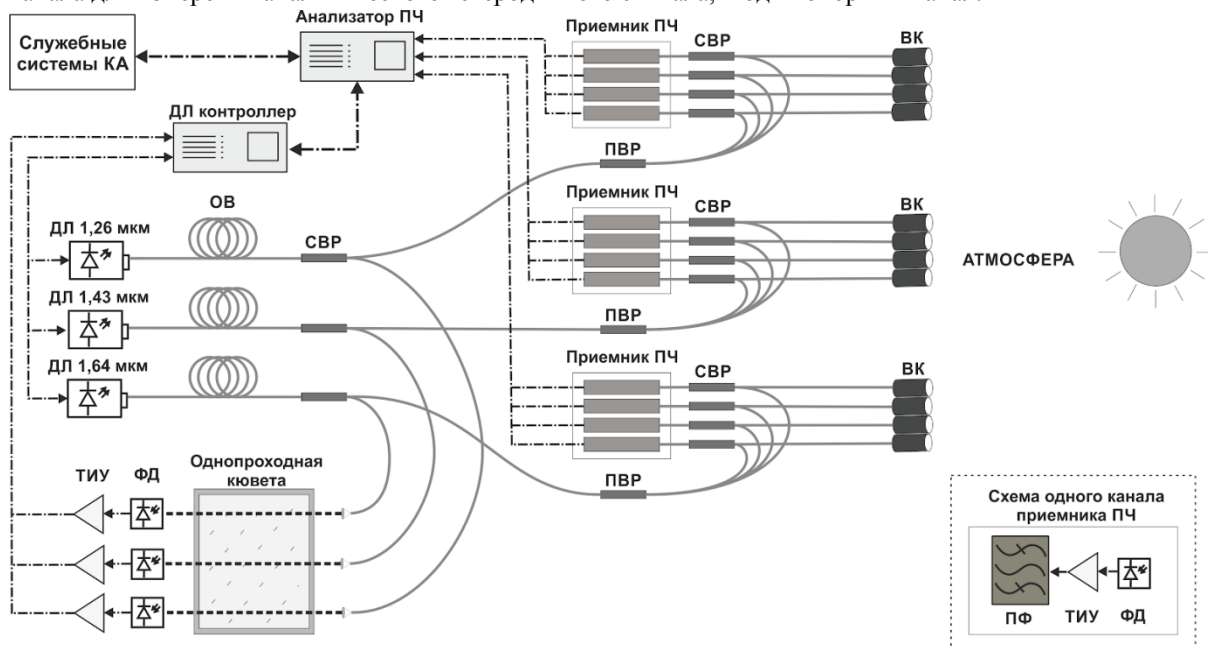 Анализатор ПЧ
Служебные
системы КА
ДЛ контроллер
Приемник ПЧ
СВР
ВК
ПВР
ОВ
ДЛ 1,26 мкм
СВР
Приемник ПЧ
СВР
ВК
АТМОСФЕРА
ДЛ 1,43 мкм
ПВР
ДЛ 1,64 мкм
Приемник ПЧ
СВР
ВК
ПВР
ТИУ
ФД
Однопроходная
кювета
Схема одного канала
приемника ПЧ
ПФ
ТИУ
ФД